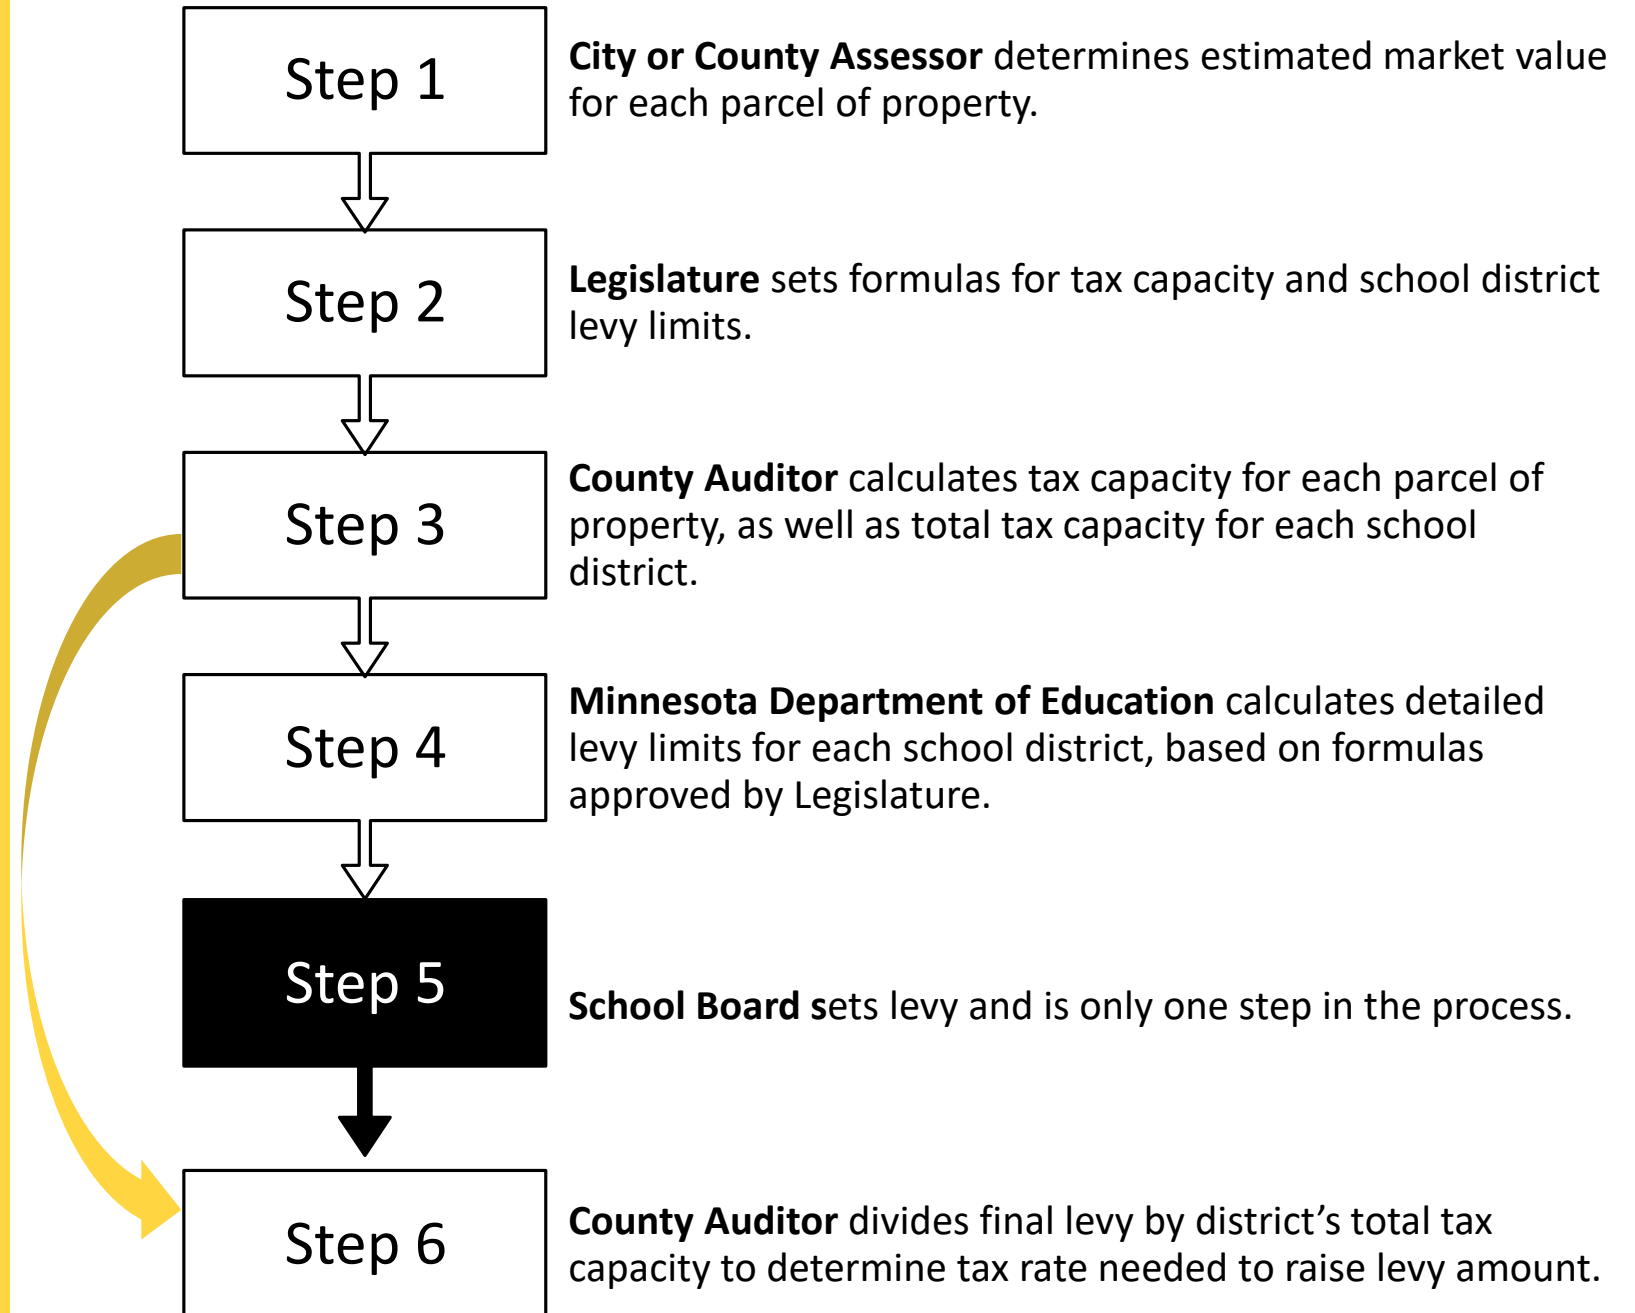 Step 1
City or County Assessor determines estimated market value
for each parcel of property.
Step 2
Legislature sets formulas for tax capacity and school district
levy limits.
Step 3
County Auditor calculates tax capacity for each parcel of
property, as well as total tax capacity for each school
district.
Step 4
Minnesota Department of Education calculates detailed
levy limits for each school district, based on formulas
approved by Legislature.
Step 5
School Board sets levy and is only one step in the process.
Step 6
County Auditor divides final levy by district’s total tax
capacity to determine tax rate needed to raise levy amount.